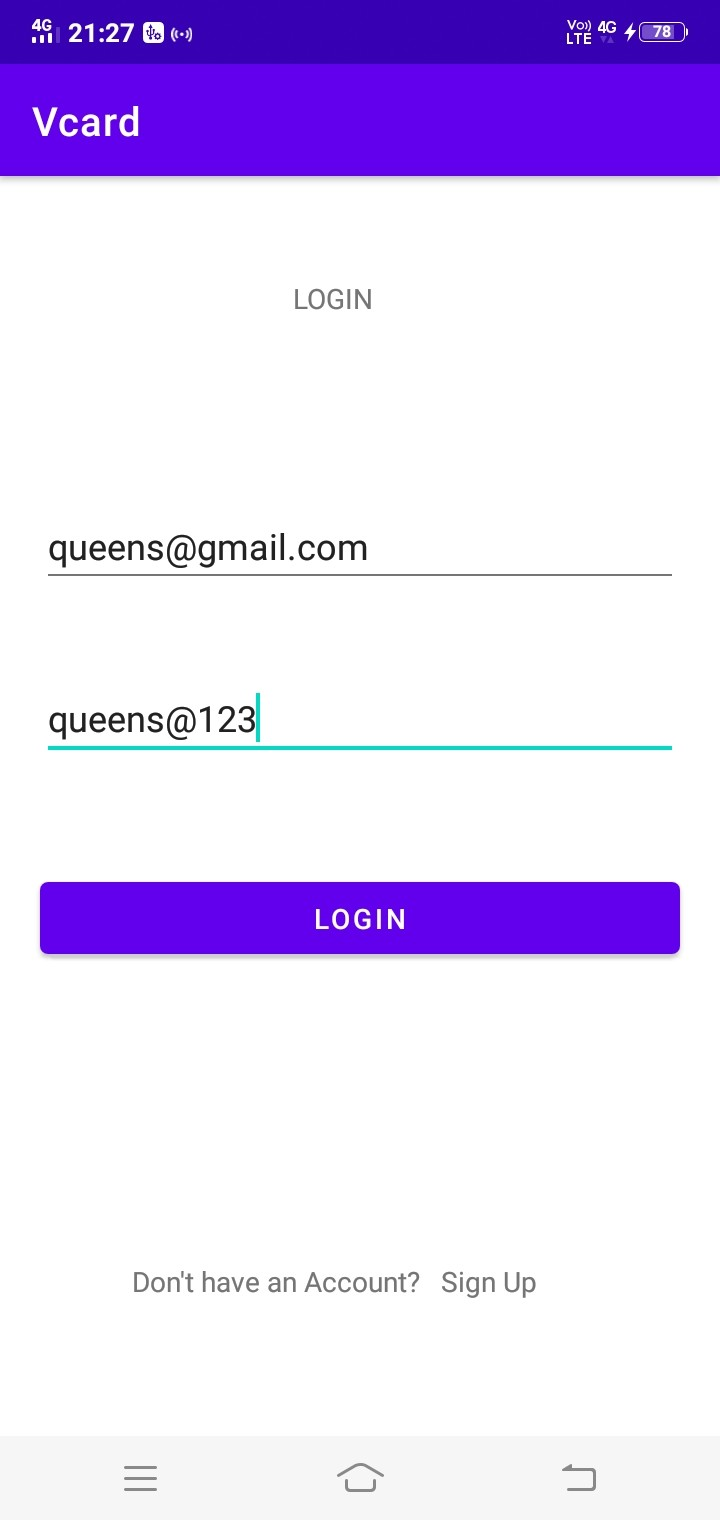 4G 21:27 Vo)) LTE 4G 78
Vcard
LOGIN
queens@gmail.com
queens@123
LOGIN
Don't have an Account? Sign Up